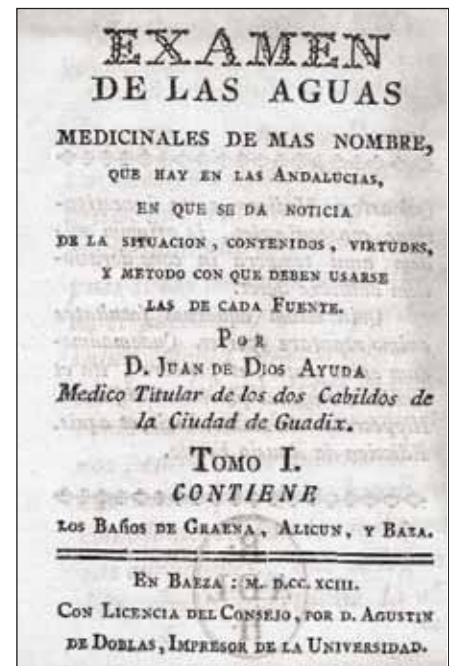 EXAMEN
DE LAS AGUAS
MEDICINALES DE MAS NOMBRE,
QUE HAY EN LAS ANDALUCIAS,
EN QUE SE DA NOTICIA
DE LA SITUACION, CONTENIDOS, VIRTUDES,
Y METODO CON QUE DEBEN USARSE
LAS DE CADA FUENTE.
POR
D. JUAN DE DIOS AYUDA
Medico Titular de los dos Cabildos de
la Ciudad de Guadix.
TOMO I.
CONTIENE
LOS BAÑOS DE GRAENA, ALICUN, Y BAZA.
EN BAEZA: M. D.CC. XCIII.
CON LICENCIA DEL CONSEJO, POR D. AGUSTIN
DE DOBLAS, IMPRESOR DE LA UNIVERSIDAD.